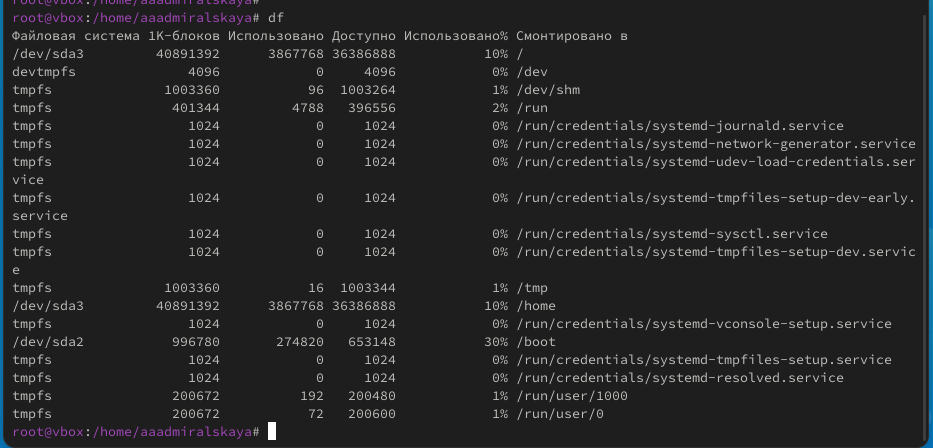 root@vbox:/home/aaadmiralskaya#
root@vbox:/home/aaadmiralskaya# df
Файловая система 1K-блоков Использовано Доступно Использовано% Смонтировано в
/dev/sda3 40891392 3867768 36386888 10% /
devtmpfs 4096 0 4096 0% /dev
tmpfs 1003360 96 1003264 1% /dev/shm
tmpfs 401344 4788 396556 2% /run
tmpfs 1024 0 1024 0% /run/credentials/systemd-journald.service
tmpfs 1024 0 1024 0% /run/credentials/systemd-network-generator.service
tmpfs 1024 0 1024 0% /run/credentials/systemd-udev-load-credentials.ser
vice
tmpfs 1024 0 1024 0% /run/credentials/systemd-tmpfiles-setup-dev-early.
service
tmpfs 1024 0 1024 0% /run/credentials/systemd-sysctl.service
tmpfs 1024 0 1024 0% /run/credentials/systemd-tmpfiles-setup-dev.servic
e
tmpfs 1003360 16 1003344 1% /tmp
/dev/sda3 40891392 3867768 36386888 10% /home
tmpfs 1024 0 1024 0% /run/credentials/systemd-vconsole-setup.service
/dev/sda2 996780 274820 653148 30% /boot
tmpfs 1024 0 1024 0% /run/credentials/systemd-tmpfiles-setup.service
tmpfs 1024 0 1024 0% /run/credentials/systemd-resolved.service
tmpfs 200672 192 200480 1% /run/user/1000
tmpfs 200672 72 200600 1% /run/user/0
root@vbox:/home/aaadmiralskaya#